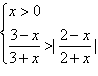 { x > 0
(3-x)/(3+x) > |(2-x)/(2+x)|